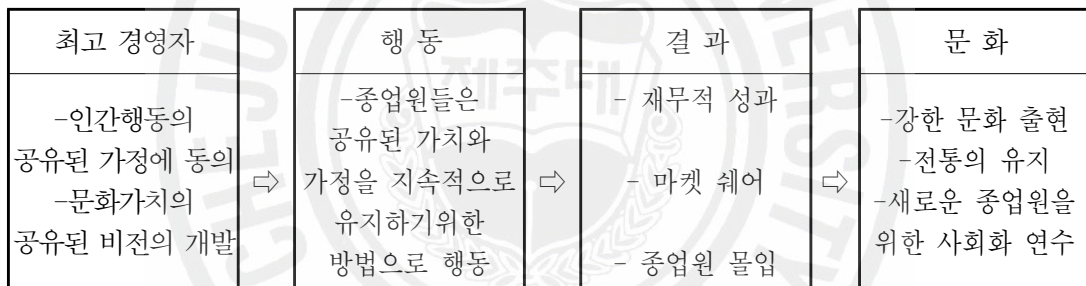 최고 경영자
-인간행동의
공유된 가정에 동의
-문화가치의
공유된 비전의 개발
⇨
행 동
-종업원들은
공유된 가치와
가정을 지속적으로
유지하기위한
방법으로 행동
⇨
결 과
- 재무적 성과
- 마켓 쉐어
- 종업원 몰입
⇨
문 화
-강한 문화 출현
-전통의 유지
-새로운 종업원을
위한 사회화 연수
제주대
JEJU
UNIVERSITY